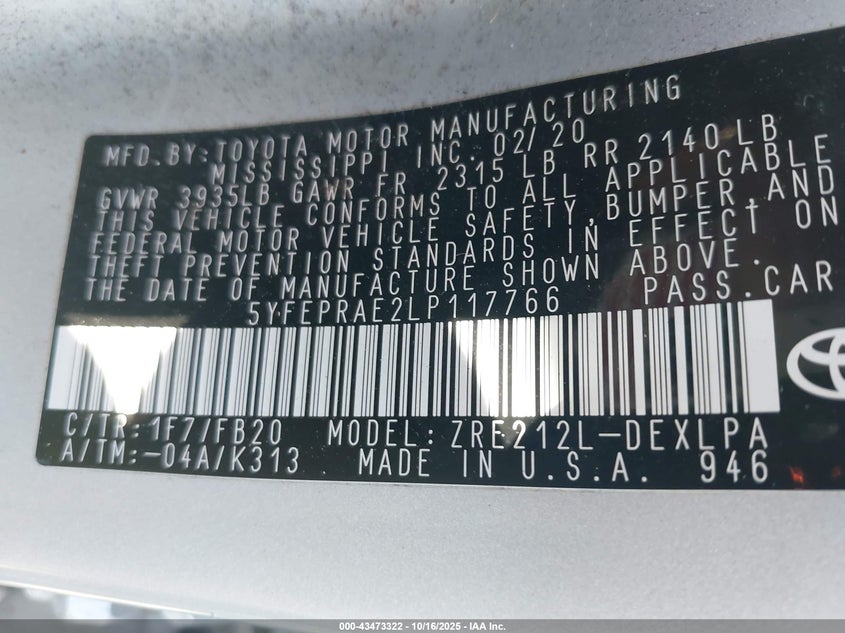 MFD. BY: TOYOTA MOTOR MANUFACTURING
MISSISSIPPI INC. 02/20
GVWR 3935LB GAWR FR 2315 LB RR 2140 LB
THIS VEHICLE CONFORMS TO ALL APPLICABLE
FEDERAL MOTOR VEHICLE SAFETY, BUMPER, AND
THEFT PREVENTION STANDARDS IN EFFECT ON
THE DATE OF MANUFACTURE SHOWN ABOVE.
5YFEPRAE2LP117766 PASS.CAR
C/TR: 1F7/FB20 MODEL: ZRE212L-DEXLPA
A/TM:-04A/K313 MADE IN U.S.A. 946
000-43473322 - 10/16/2025 - IAA Inc.